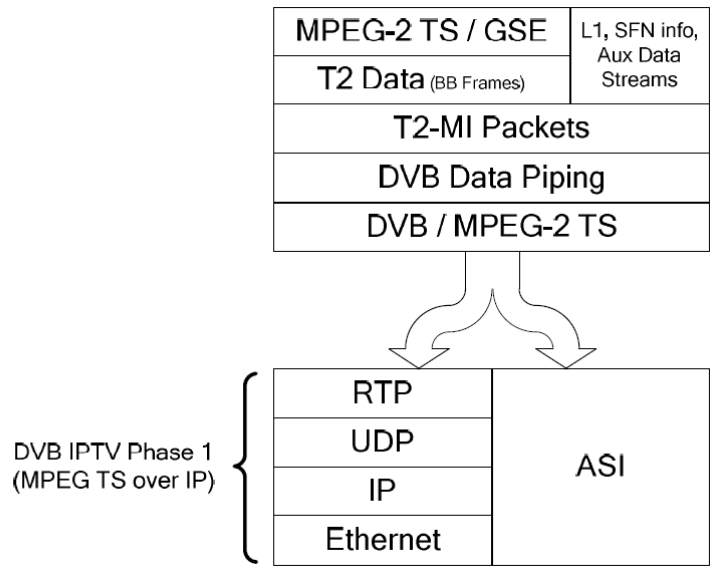 MPEG-2 TS / GSE
L1, SFN info,
Aux Data
Streams
T2 Data (BB Frames)
T2-MI Packets
DVB Data Piping
DVB / MPEG-2 TS
RTP
UDP
IP
Ethernet
ASI
DVB IPTV Phase 1
(MPEG TS over IP)